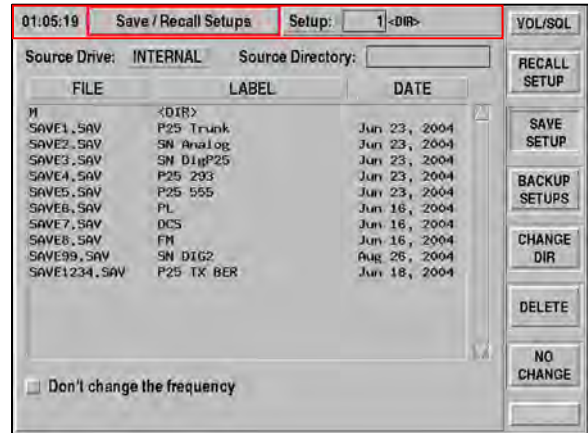 01:05:19 Save / Recall Setups Setup: 1 <DIR>
Source Drive: INTERNAL Source Directory:
FILE LABEL DATE
M <DIR>
SAVE1.SAV P25 Trunk Jun 23, 2004
SAVE2.SAV SN Analog Jun 23, 2004
SAVE3.SAV SN DigP25 Jun 23, 2004
SAVE4.SAV P25 293 Jun 23, 2004
SAVE5.SAV P25 555 Jun 23, 2004
SAVE6.SAV PL Jun 16, 2004
SAVE7.SAV DCS Jun 16, 2004
SAVE8.SAV FM Jun 16, 2004
SAVE99.SAV SN DIG2 Aug 26, 2004
SAVE1234.SAV P25 TX BER Jun 18, 2004
Don't change the frequency
VOL/SQL
RECALL
SETUP
SAVE
SETUP
BACKUP
SETUPS
CHANGE
DIR
DELETE
NO
CHANGE